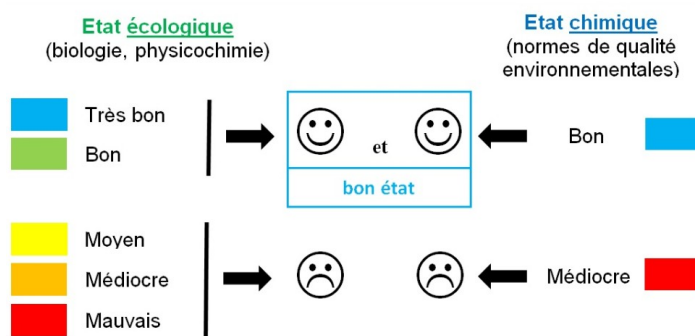 Etat écologique
(biologie, physicochimie)
Etat chimique
(normes de qualité
environnementales)
Très bon
Bon
et
Bon
bon état
Moyen
Médiocre
Mauvais
Médiocre